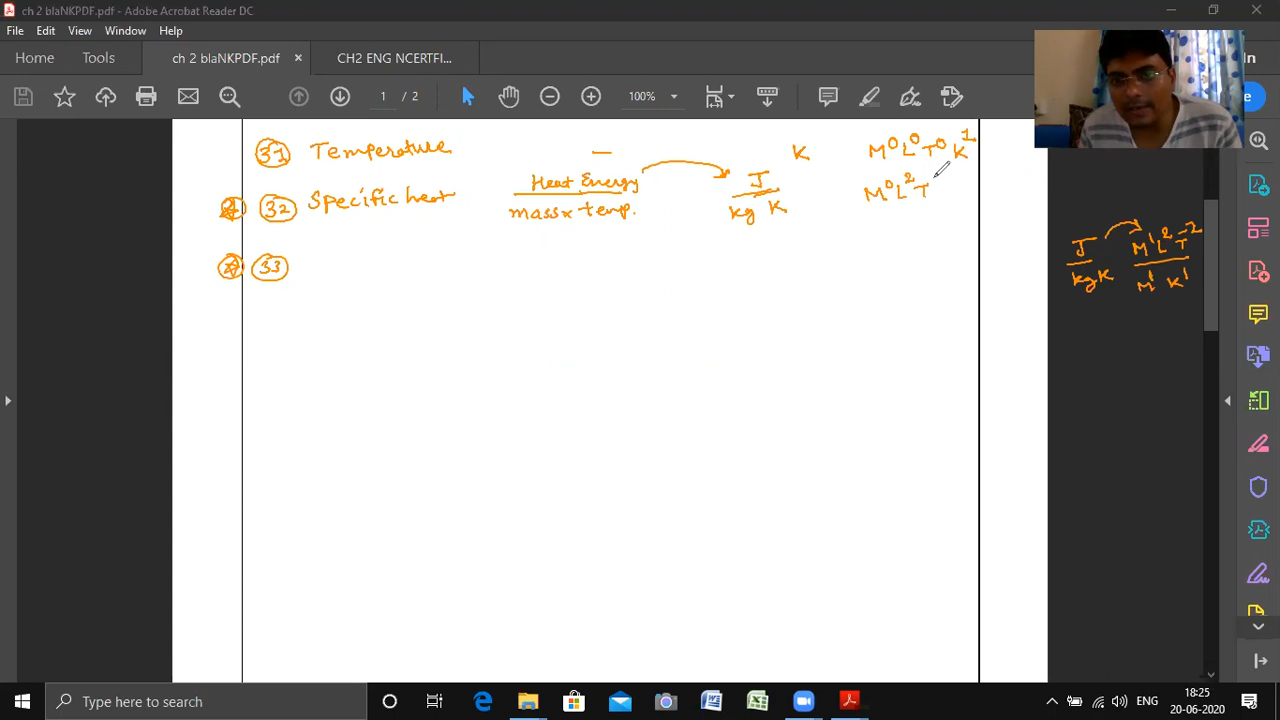 ch 2 blaNKPDF.pdf - Adobe Acrobat Reader DC
File Edit View Window Help
Home Tools ch 2 blaNKPDF.pdf × CH2 ENG NCERTFI... In
1 / 2 100%
31 Temperature — K M⁰L⁰T⁰K¹
32 Specific heat Heat Energy / mass x temp. J / kg K M⁰L²T
J / kg K M¹L²T⁻² / M¹ K¹
33
Type here to search
ENG 18:25
20-06-2020